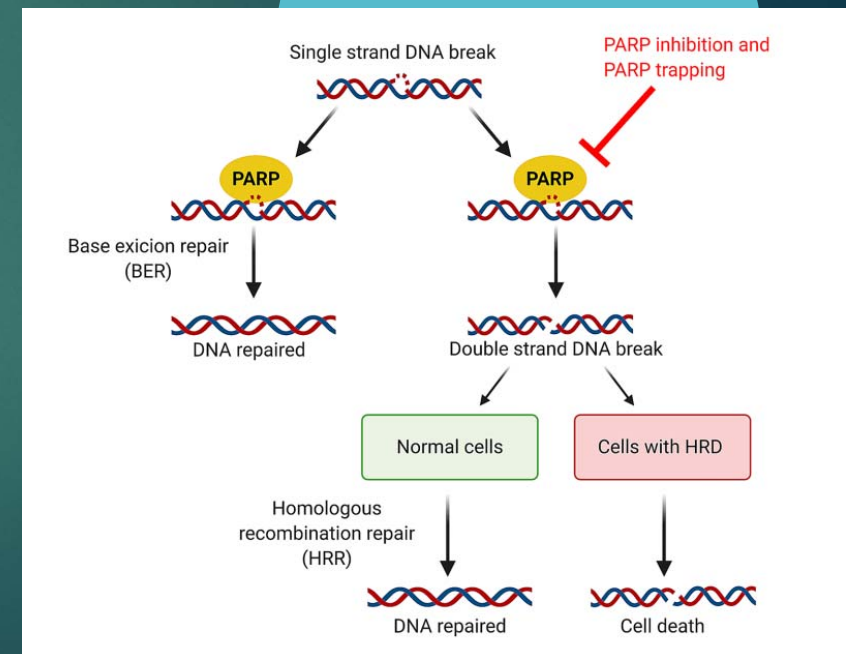 Single strand DNA break
PARP inhibition and
PARP trapping
PARP
PARP
Base exicion repair
(BER)
DNA repaired
Double strand DNA break
Normal cells
Cells with HRD
Homologous
recombination repair
(HRR)
DNA repaired
Cell death